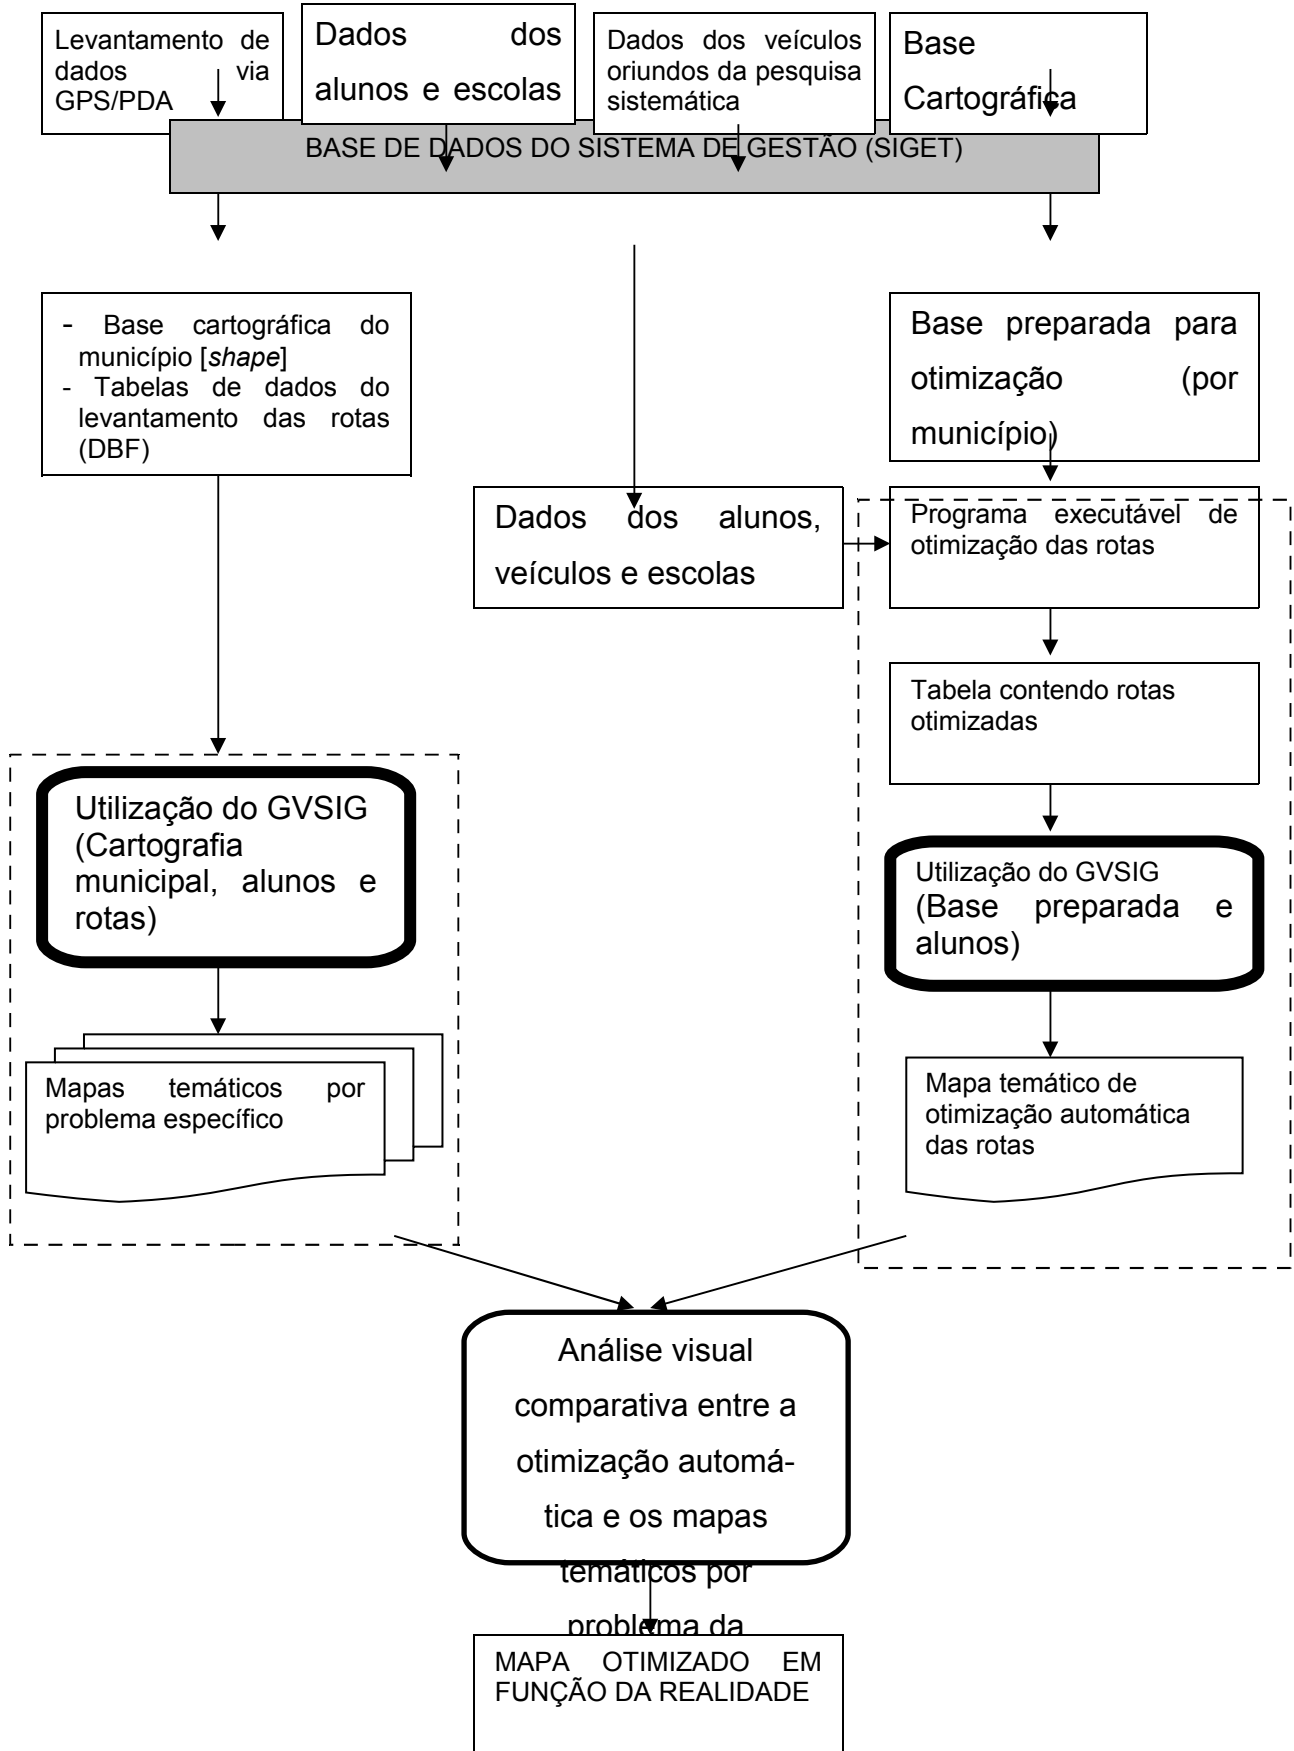 Levantamento de
dados via
GPS/PDA
Dados dos
alunos e escolas
Dados dos veículos
oriundos da pesquisa
sistemática
Base
Cartográfica
BASE DE DADOS DO SISTEMA DE GESTÃO (SIGET)
- Base cartográfica do
município [shape]
- Tabelas de dados do
levantamento das rotas
(DBF)
Base preparada para
otimização (por
município)
Dados dos alunos,
veículos e escolas
Programa executável de
otimização das rotas
Tabela contendo rotas
otimizadas
Utilização do GVSIG
(Cartografia
municipal, alunos e
rotas)
Utilização do GVSIG
(Base preparada e
alunos)
Mapas temáticos por
problema específico
Mapa temático de
otimização automática
das rotas
Análise visual
comparativa entre a
otimização automá-
tica e os mapas
temáticos por
problema da
MAPA OTIMIZADO EM
FUNÇÃO DA REALIDADE